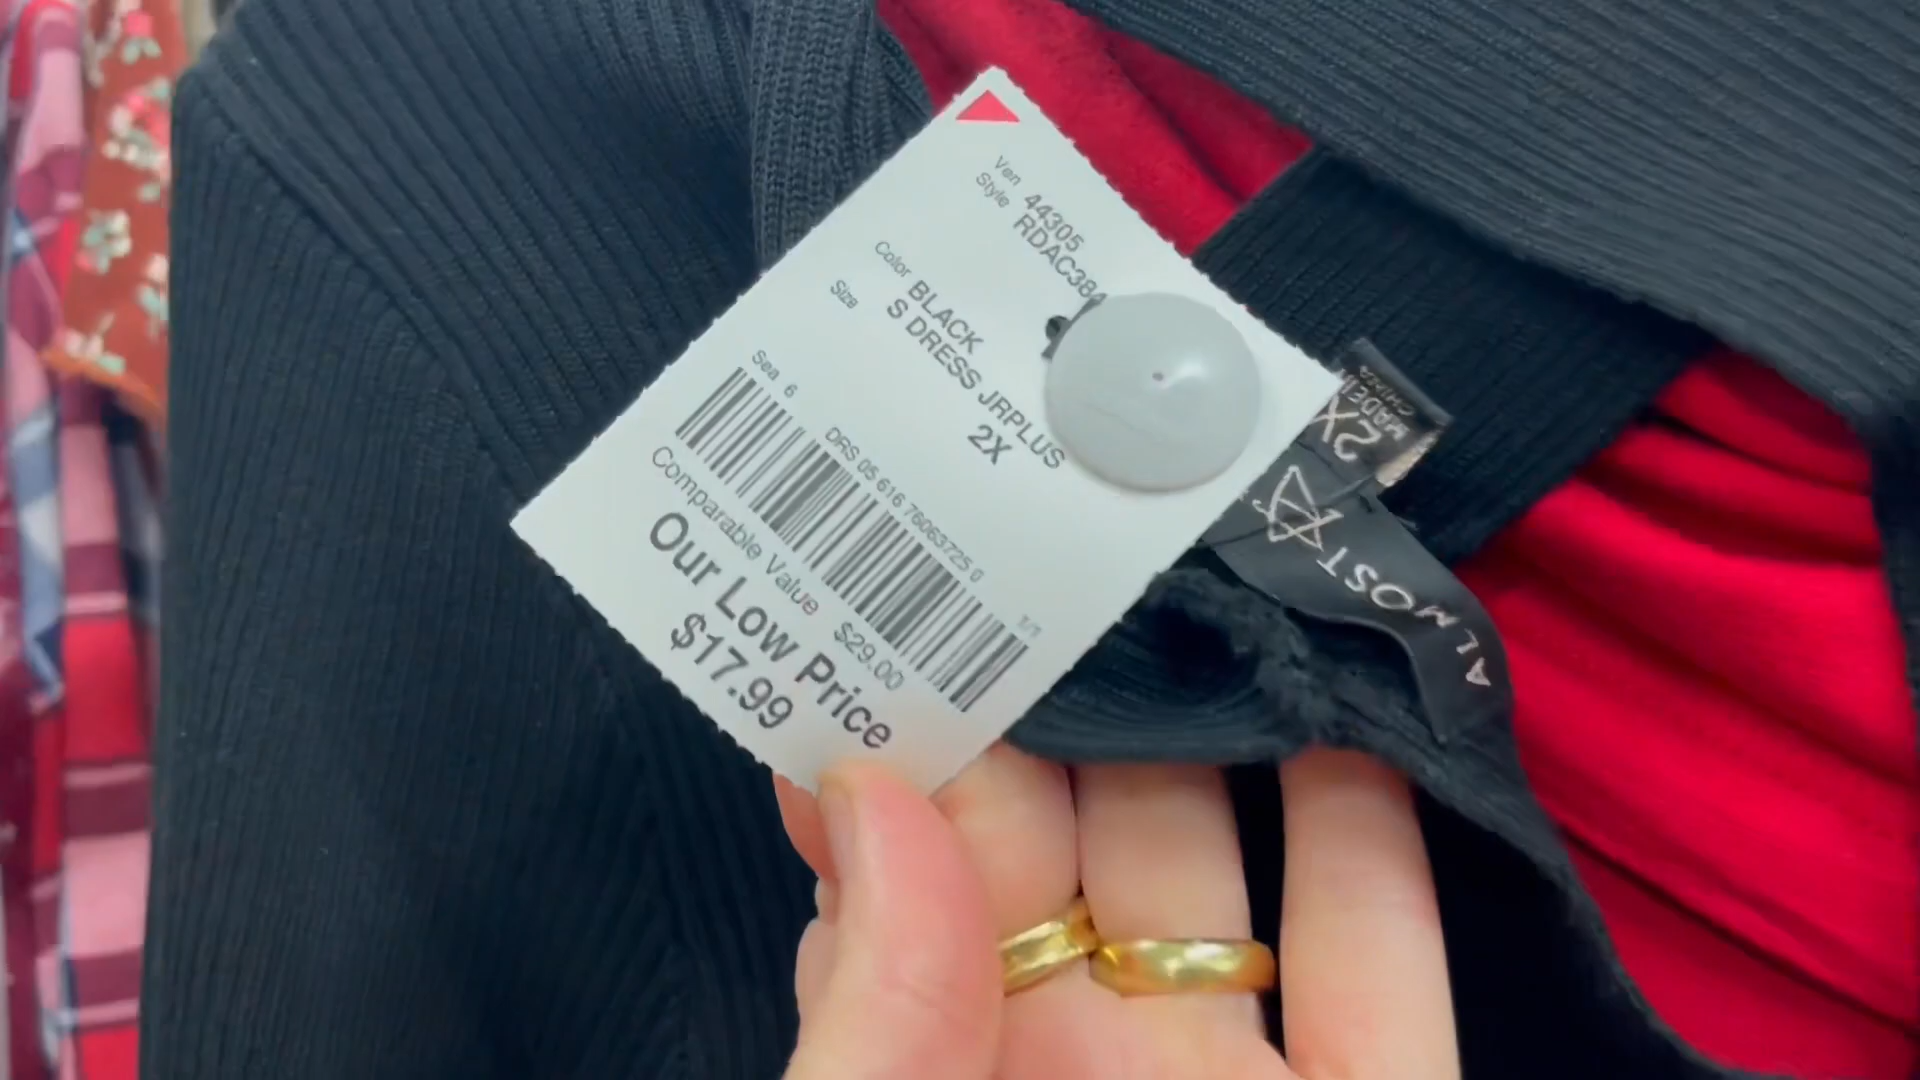 Ven 44305
Style
Color BLACK
S DRESS JRPLUS
Size 2X
Sea 6
DRS 05 616 76063725 0
1/1
Comparable Value $29.00
Our Low Price
$17.99
2X
MADE IN
CHINA
ALMOST